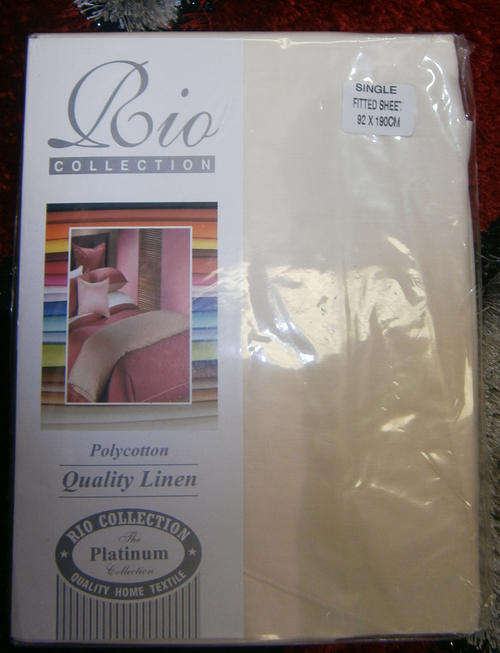 Rio
COLLECTION
SINGLE
FITTED SHEET
92 X 190CM
Polycotton
Quality Linen
RIO COLLECTION
The
Platinum
Collection
QUALITY HOME TEXTILE